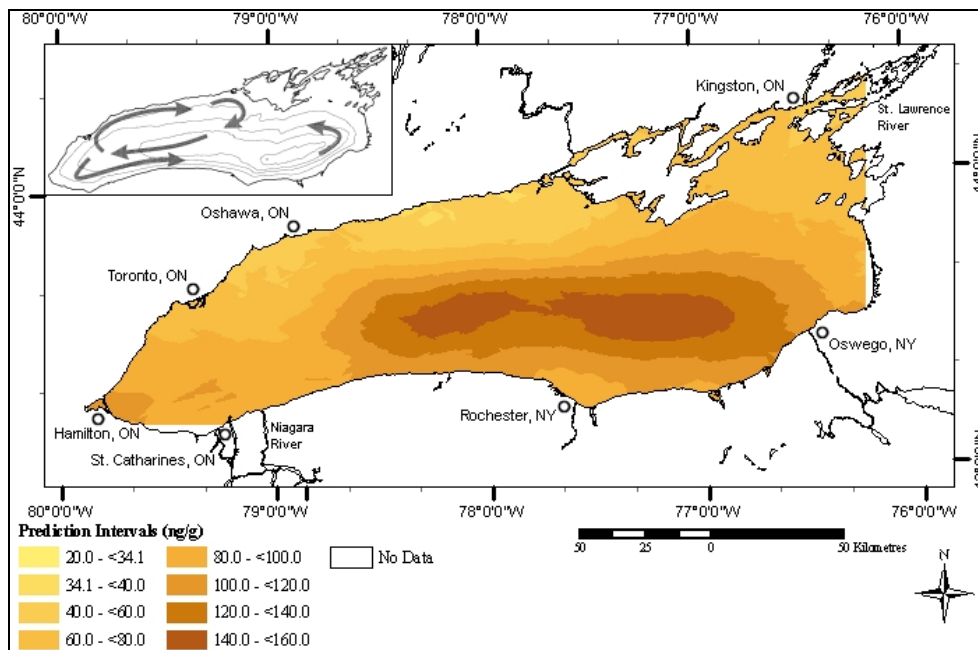 80°0'0"W 79°0'0"W 78°0'0"W 77°0'0"W 76°0'0"W
Kingston, ON
St. Lawrence
River
44°0'0"N
44°0'0"N
Oshawa, ON
Toronto, ON
Oswego, NY
Rochester, NY
Hamilton, ON
Niagara
River
St. Catharines, ON
80°0'0"W 79°0'0"W 78°0'0"W 77°0'0"W 76°0'0"W
Prediction Intervals (ng/g)
20.0 - <34.1 80.0 - <100.0 No Data
34.1 - <40.0 100.0 - <120.0
40.0 - <60.0 120.0 - <140.0
60.0 - <80.0 140.0 - <160.0
50 25 0 50 Kilometres
N